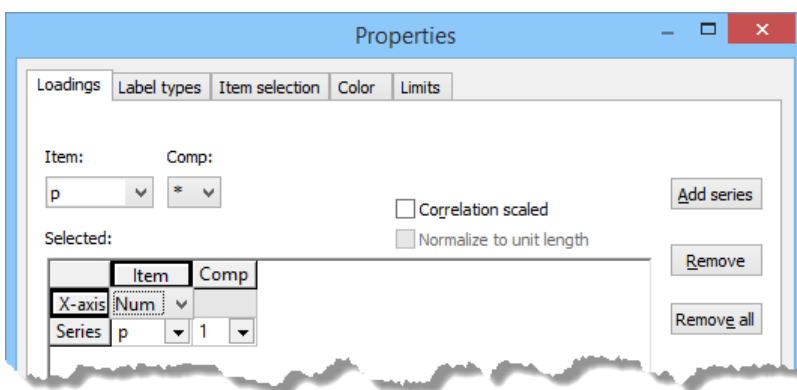 Properties
Loadings Label types Item selection Color Limits
Item: Comp:
p *
Add series
Correlation scaled
Selected:
Normalize to unit length
Remove
Item Comp
X-axis Num
Remove all
Series p 1